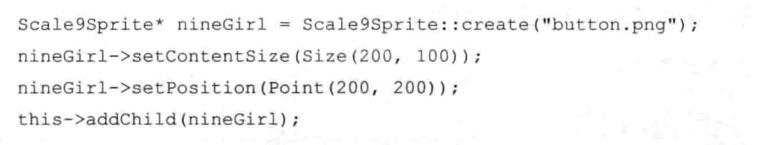 Scale9Sprite* nineGirl = Scale9Sprite::create("button.png");
nineGirl->setContentSize(Size(200, 100));
nineGirl->setPosition(Point(200, 200));
this->addChild(nineGirl);